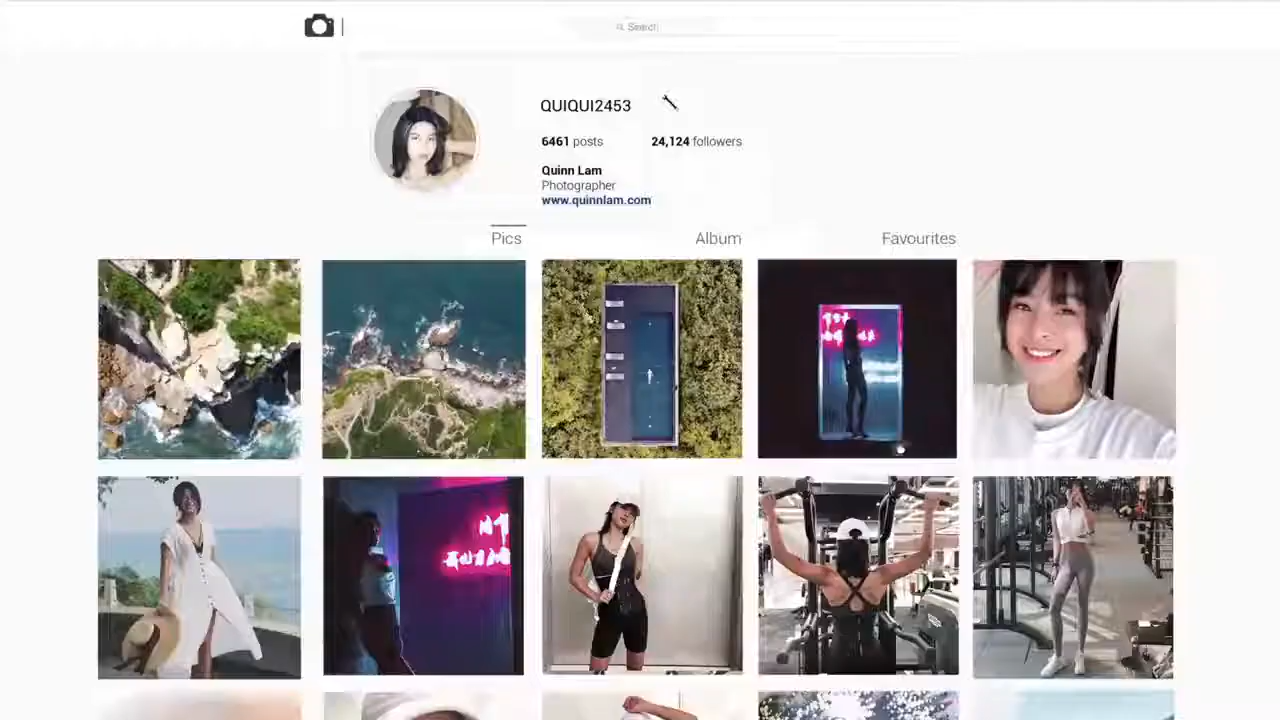 Search
QUIQUI2453
6461 posts 24,124 followers
Quinn Lam
Photographer
www.quinnlam.com
Pics Album Favourites